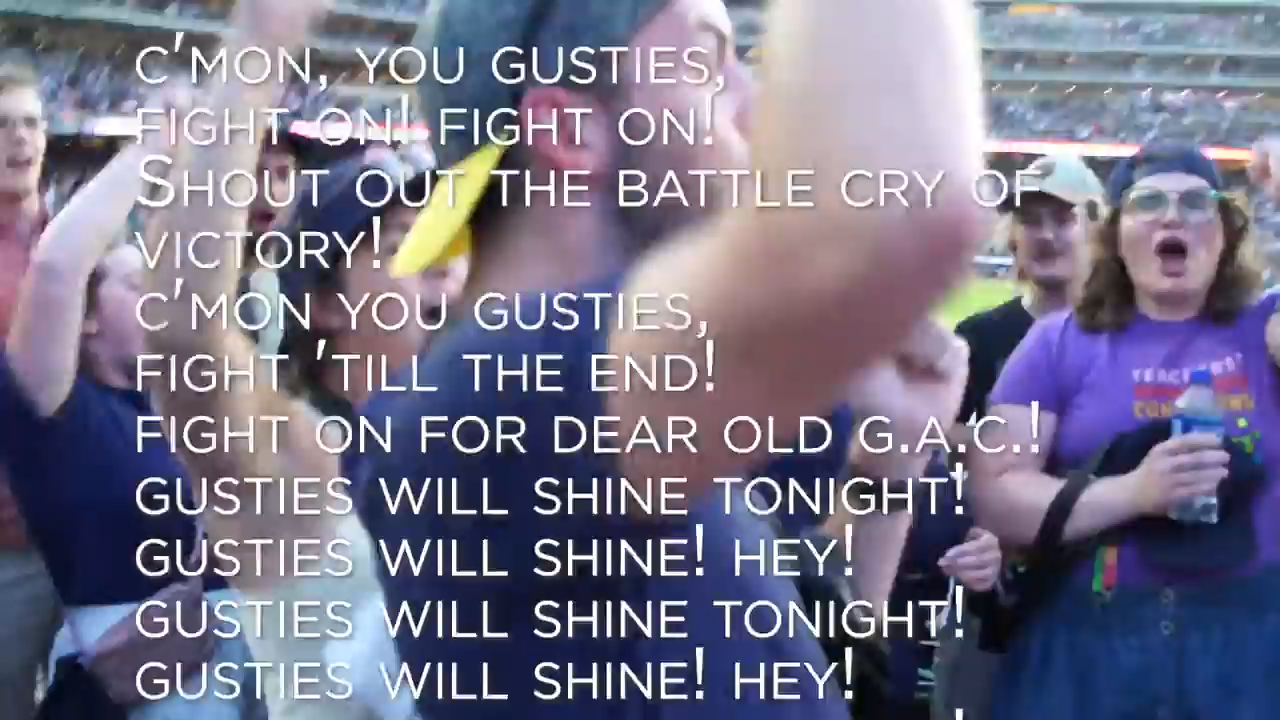 C'MON, YOU GUSTIES,
FIGHT ON! FIGHT ON!
SHOUT OUT THE BATTLE CRY OF
VICTORY!
C'MON YOU GUSTIES,
FIGHT 'TILL THE END!
FIGHT ON FOR DEAR OLD G.A.C.!
GUSTIES WILL SHINE TONIGHT!
GUSTIES WILL SHINE! HEY!
GUSTIES WILL SHINE TONIGHT!
GUSTIES WILL SHINE! HEY!